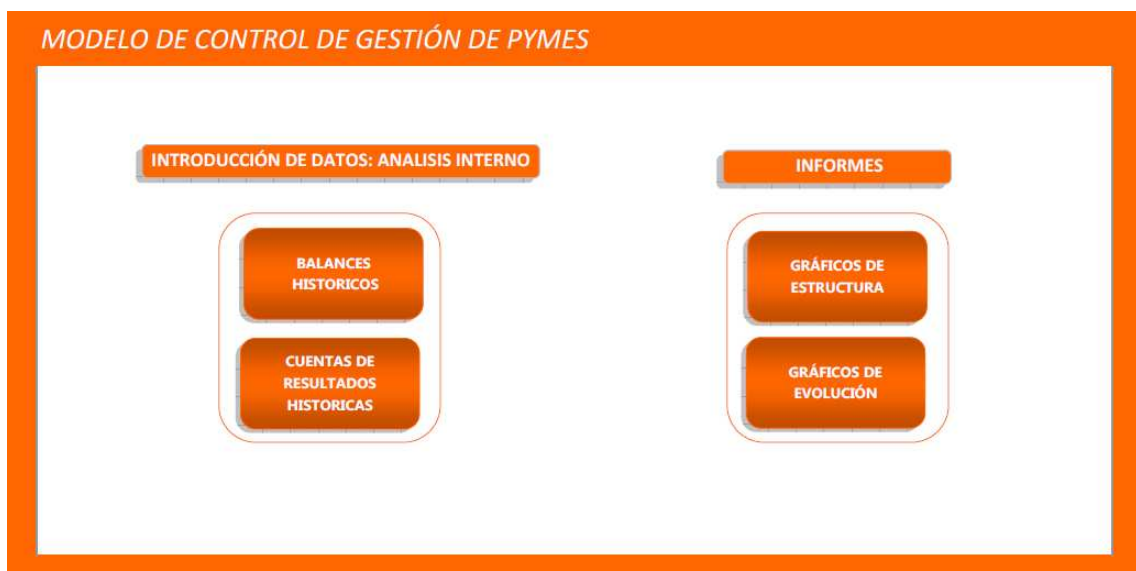 MODELO DE CONTROL DE GESTIÓN DE PYMES
INTRODUCCIÓN DE DATOS: ANALISIS INTERNO
BALANCES
HISTORICOS
CUENTAS DE
RESULTADOS
HISTORICAS
INFORMES
GRÁFICOS DE
ESTRUCTURA
GRÁFICOS DE
EVOLUCIÓN